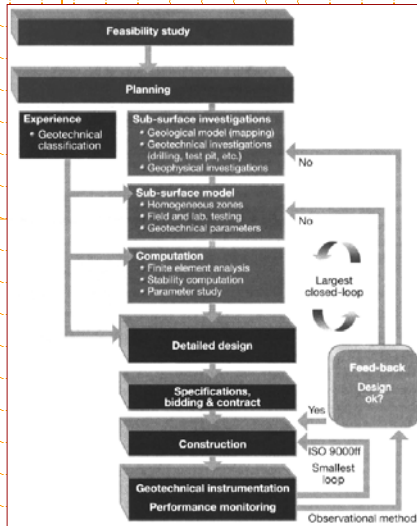 Feasibility study
Planning
Experience
• Geotechnical
classification
Sub-surface investigations
• Geological model (mapping)
• Geotechnical investigations
(drilling, test pit, etc.)
• Geophysical investigations
No
Sub-surface model
• Homogeneous zones
• Field and lab. testing
• Geotechnical parameters
No
Computation
• Finite element analysis
• Stability computation
• Parameter study
Largest
closed-loop
Detailed design
Feed-back
Design
ok?
Specifications,
bidding & contract
Yes
Construction
ISO 9000ff
Smallest
loop
Geotechnical instrumentation
Performance monitoring
Observational method